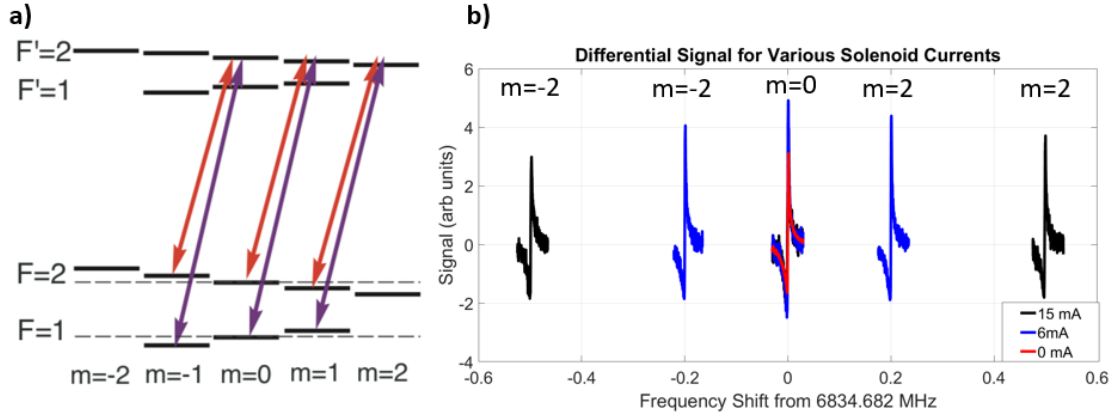 a)
F'=2
F'=1
F=2
F=1
m=-2 m=-1 m=0 m=1 m=2
b)
Differential Signal for Various Solenoid Currents
m=-2 m=-2 m=0 m=2 m=2
Signal (arb units)
6
4
2
0
-2
-4
15 mA
6mA
0 mA
-0.6 -0.4 -0.2 0 0.2 0.4 0.6
Frequency Shift from 6834.682 MHz